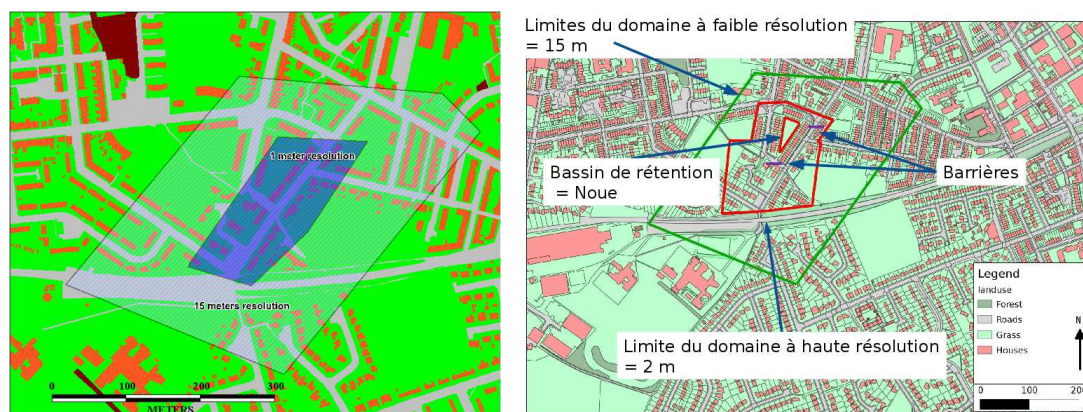 1 meter resolution
15 meters resolution
0 100 200 300
METERS
Limites du domaine à faible résolution
= 15 m
Bassin de rétention
= Noue
Barrières
Limite du domaine à haute résolution
= 2 m
Legend
landuse
Forest
Roads
Grass
Houses
N
0 100